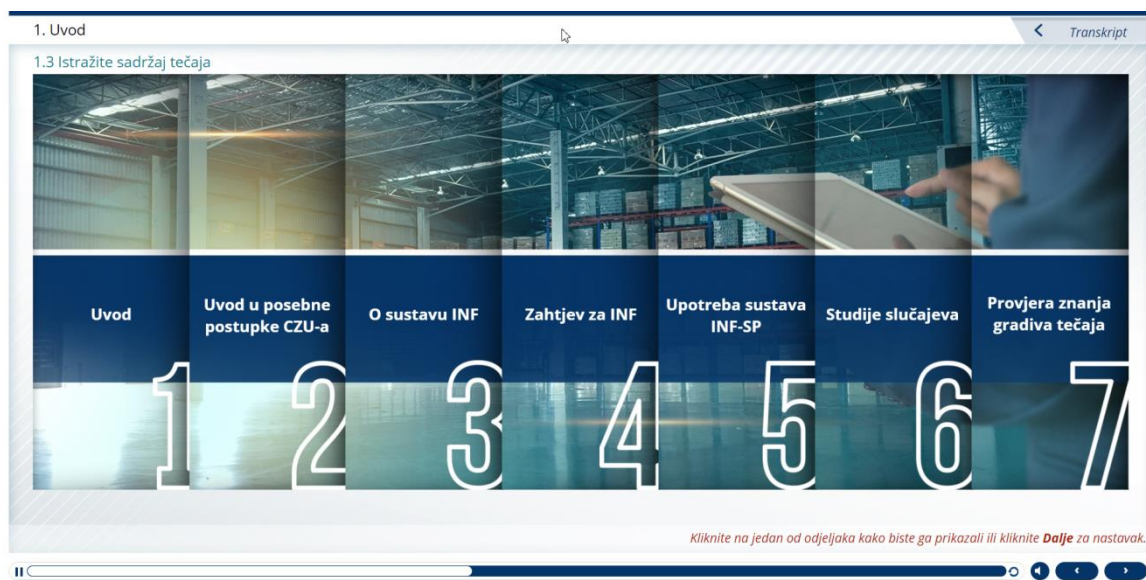 1. Uvod
Transkript
1.3 Istražite sadržaj tečaja
Uvod
Uvod u posebne
postupke CZU-a
O sustavu INF
Zahtjev za INF
Upotreba sustava
INF-SP
Studije slučajeva
Provjera znanja
gradiva tečaja
1
2
3
4
5
6
7
Kliknite na jedan od odjeljaka kako biste ga prikazali ili kliknite Dalje za nastavak.